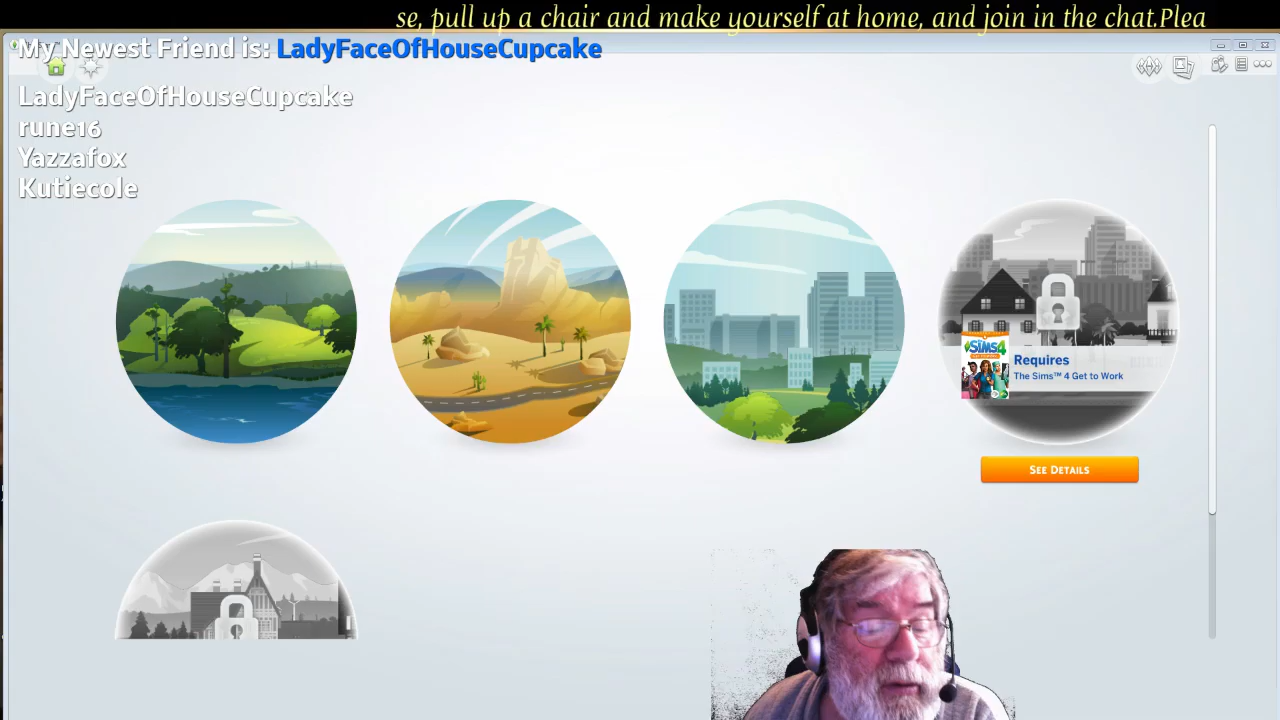 se, pull up a chair and make yourself at home, and join in the chat.Plea
My Newest Friend is: LadyFaceOfHouseCupcake
LadyFaceOfHouseCupcake
rune16
Yazzafox
Kutiecole
SIMS4
Requires
The Sims™ 4 Get to Work
See Details